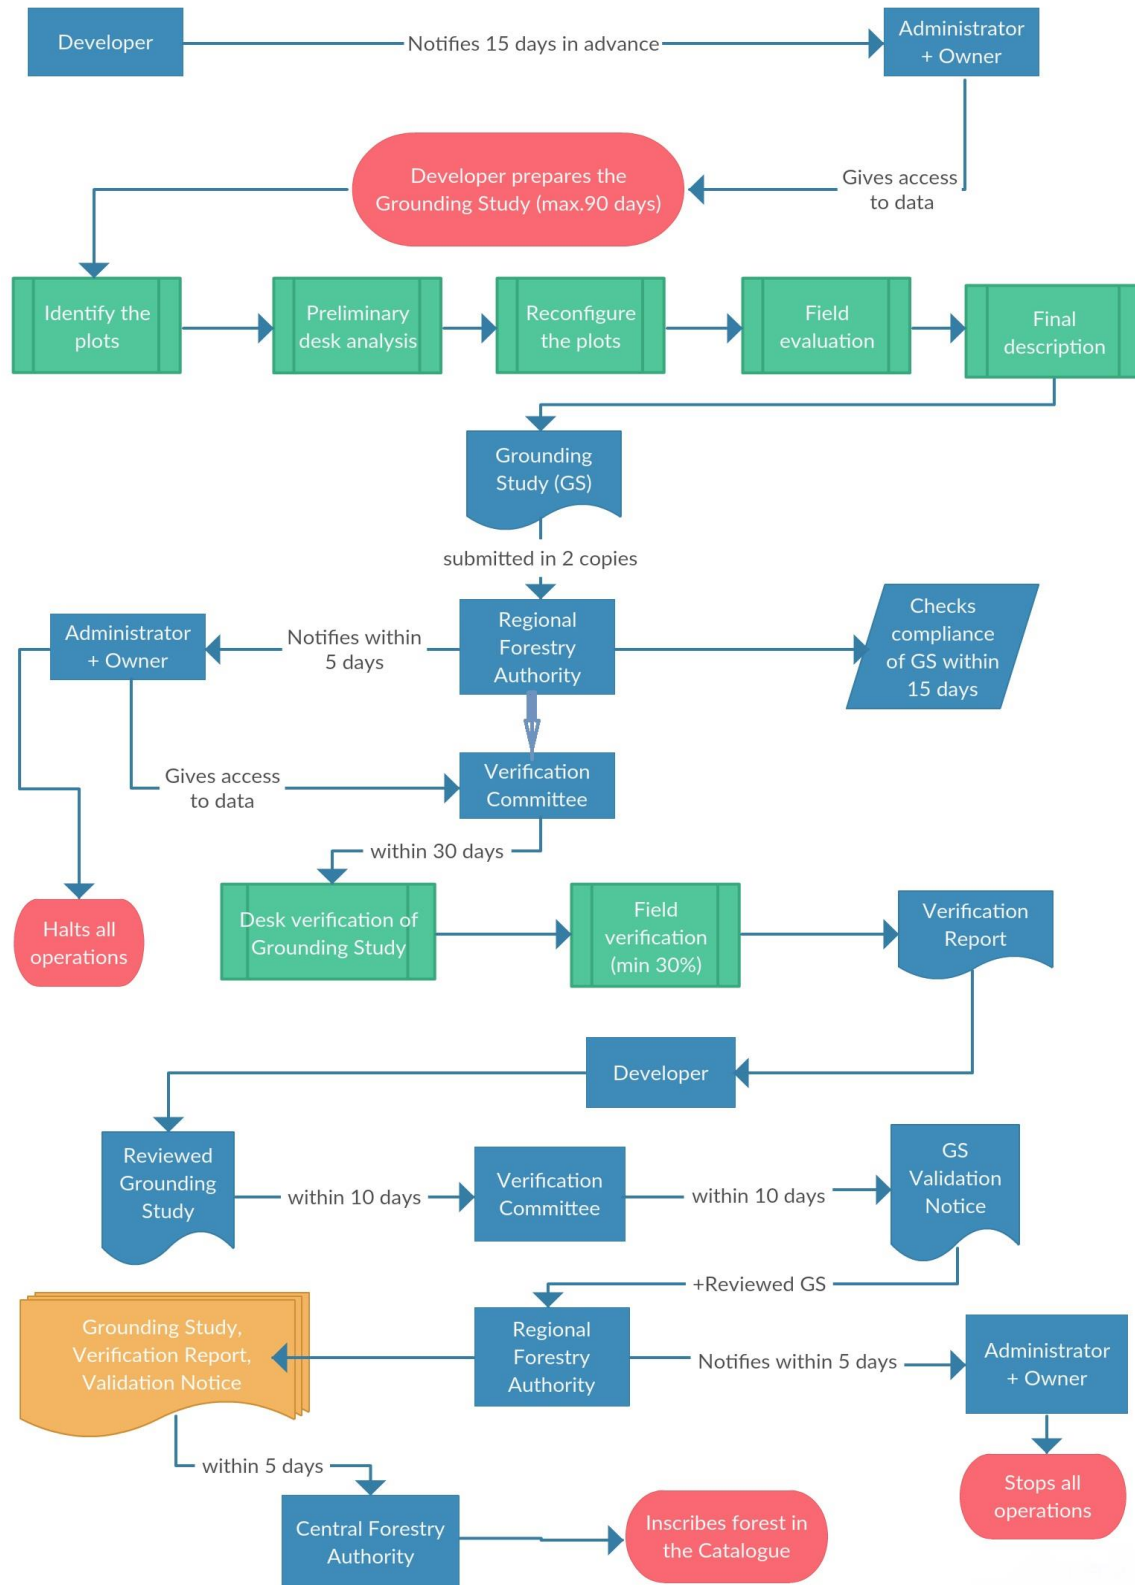 Developer
Notifies 15 days in advance
Administrator
+ Owner
Developer prepares the
Grounding Study (max.90 days)
Gives access
to data
Identify the
plots
Preliminary
desk analysis
Reconfigure
the plots
Field
evaluation
Final
description
Grounding
Study (GS)
submitted in 2 copies
Administrator
+ Owner
Notifies within
5 days
Regional
Forestry
Authority
Checks
compliance
of GS within
15 days
Gives access
to data
Verification
Committee
within 30 days
Halts all
operations
Desk verification of
Grounding Study
Field
verification
(min 30%)
Verification
Report
Developer
Reviewed
Grounding
Study
within 10 days
Verification
Committee
within 10 days
GS
Validation
Notice
+Reviewed GS
Grounding Study,
Verification Report,
Validation Notice
Regional
Forestry
Authority
Notifies within 5 days
Administrator
+ Owner
within 5 days
Stops all
operations
Central Forestry
Authority
Inscribes forest in
the Catalogue